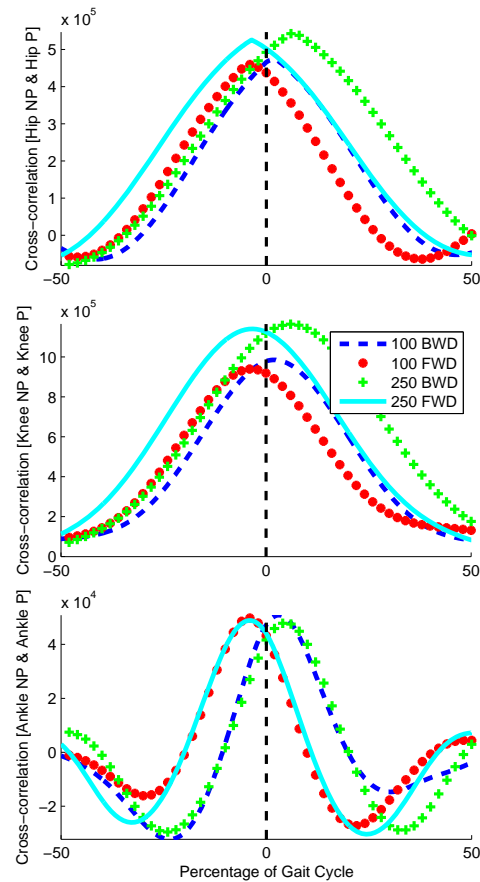 x 10^5
Cross-correlation [Hip NP & Hip P]
5
4
3
2
1
0
−50
0
50
x 10^5
Cross-correlation [Knee NP & Knee P]
10
8
6
4
2
0
−50
0
50
100 BWD
100 FWD
250 BWD
250 FWD
x 10^4
Cross-correlation [Ankle NP & Ankle P]
4
2
0
−2
−50
0
50
Percentage of Gait Cycle